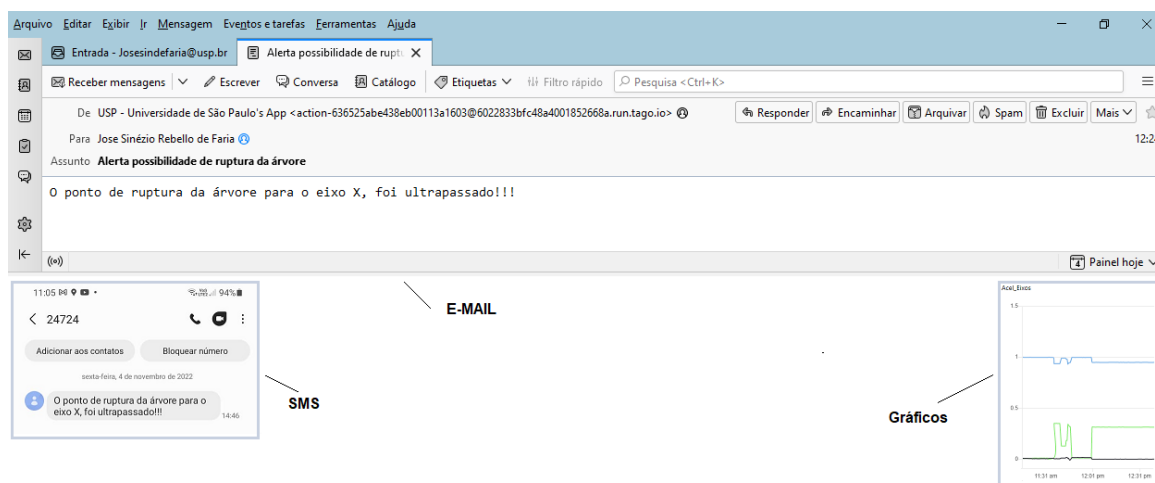 Arquivo Editar Exibir Ir Mensagem Eventos e tarefas Ferramentas Ajuda
Entrada - Josesindefaria@usp.br Alerta possibilidade de ruptu
Receber mensagens Escrever Conversa Catálogo Etiquetas Filtro rápido Pesquisa <Ctrl+K>
De USP - Universidade de São Paulo's App <action-636525abe438eb00113a1603@6022833bfc48a4001852668a.run.tago.io> Responder Encaminhar Arquivar Spam Excluir Mais
Para Jose Sinézio Rebello de Faria 12:24
Assunto Alerta possibilidade de ruptura da árvore
O ponto de ruptura da árvore para o eixo X, foi ultrapassado!!!
4 Painel hoje
E-MAIL
11:05 94%
24724
Adicionar aos contatos Bloquear número
sexta-feira, 4 de novembro de 2022
O ponto de ruptura da árvore para o
eixo X, foi ultrapassado!!!
14:46
SMS
Gráficos
Acel_Eixos
1.5
1
0.5
0
11:31 am 12:01 pm 12:31 pm